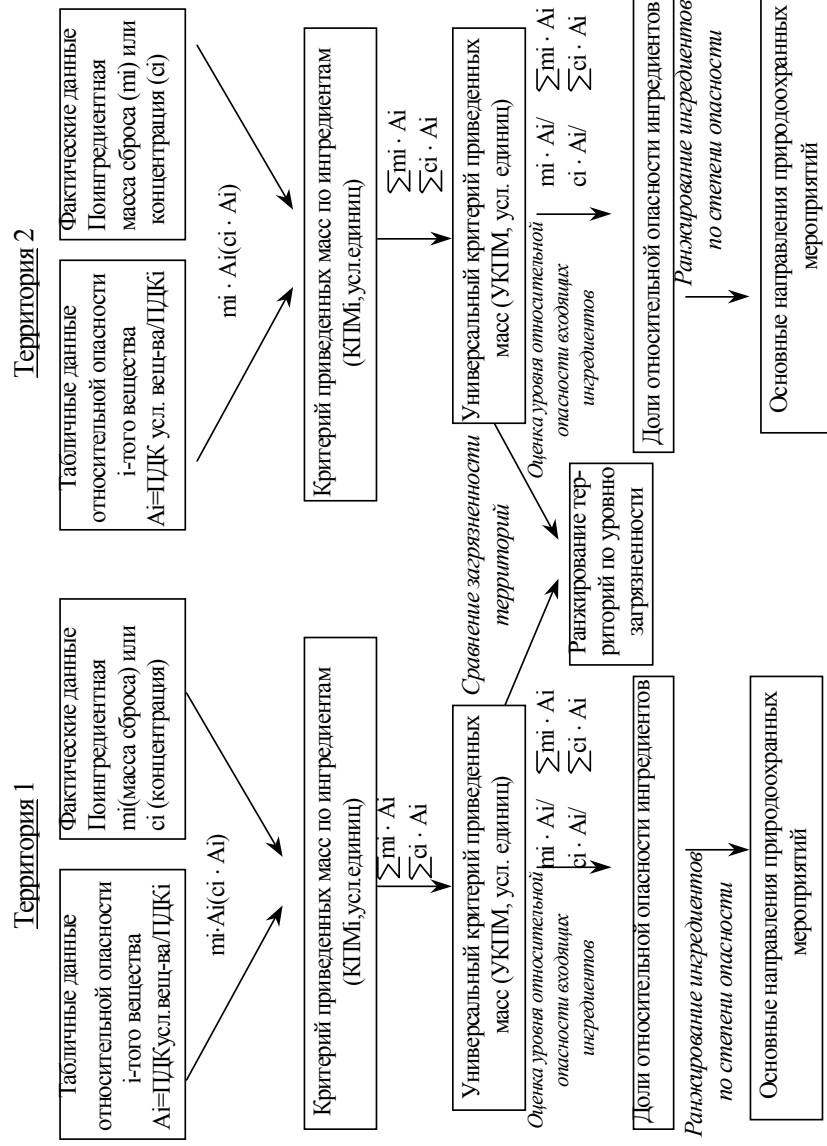 Территория 1
Табличные данные
относительной опасности
i-того вещества
Ai=ПДКусл.вещ-ва/ПДКi
Фактические данные
Поингредиентная
mi(масса сброса) или
ci (концентрация)
mi·Ai(ci · Ai)
Критерий приведенных масс по ингредиентам
(КПМi,усл.единиц)
∑mi · Ai
∑ci · Ai
Универсальный критерий приведенных
масс (УКПМ, усл. единиц)
Оценка уровня относительной
опасности входящих
ингредиентов
mi · Ai/ ∑mi · Ai
ci · Ai/ ∑ci · Ai
Доли относительной опасности ингредиентов
Ранжирование ингредиентов
по степени опасности
Основные направления природоохранных
мероприятий
Сравнение загрязненности
территорий
Ранжирование тер-
риторий по уровню
загрязненности
Территория 2
Табличные данные
относительной опасности
i-того вещества
Ai=ПДК усл. вещ-ва/ПДКi
Фактические данные
Поингредиентная
масса сброса (mi) или
концентрация (ci)
mi · Ai(ci · Ai)
Критерий приведенных масс по ингредиентам
(КПМi,усл.единиц)
∑mi · Ai
∑ci · Ai
Универсальный критерий приведенных
масс (УКПМ, усл. единиц)
Оценка уровня относительной
опасности входящих
ингредиентов
mi · Ai/ ∑mi · Ai
ci · Ai/ ∑ci · Ai
Доли относительной опасности ингредиентов
Ранжирование ингредиентов
по степени опасности
Основные направления природоохранных
мероприятий